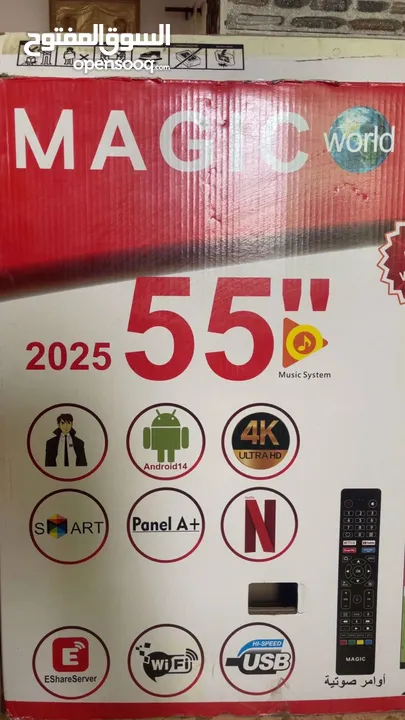 السوق المفتوح
opensooq.com
MAGIC
world
2025 55"
Music System
Android14
4K
ULTRA HD
SMART
Panel A+
N
E
EShareServer
WiFi
HI-SPEED
USB
MAGIC
أوامر صوتية